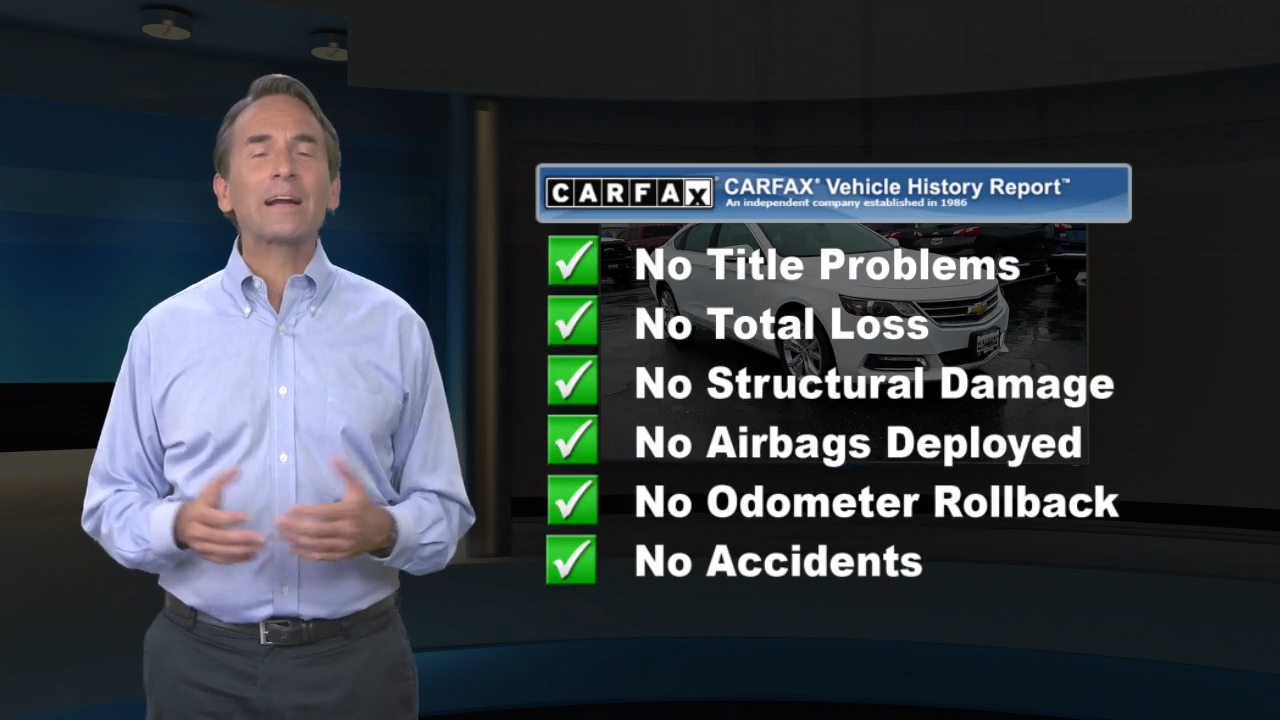 CARFAX® CARFAX® Vehicle History Report™
An independent company established in 1986
No Title Problems
No Total Loss
No Structural Damage
No Airbags Deployed
No Odometer Rollback
No Accidents